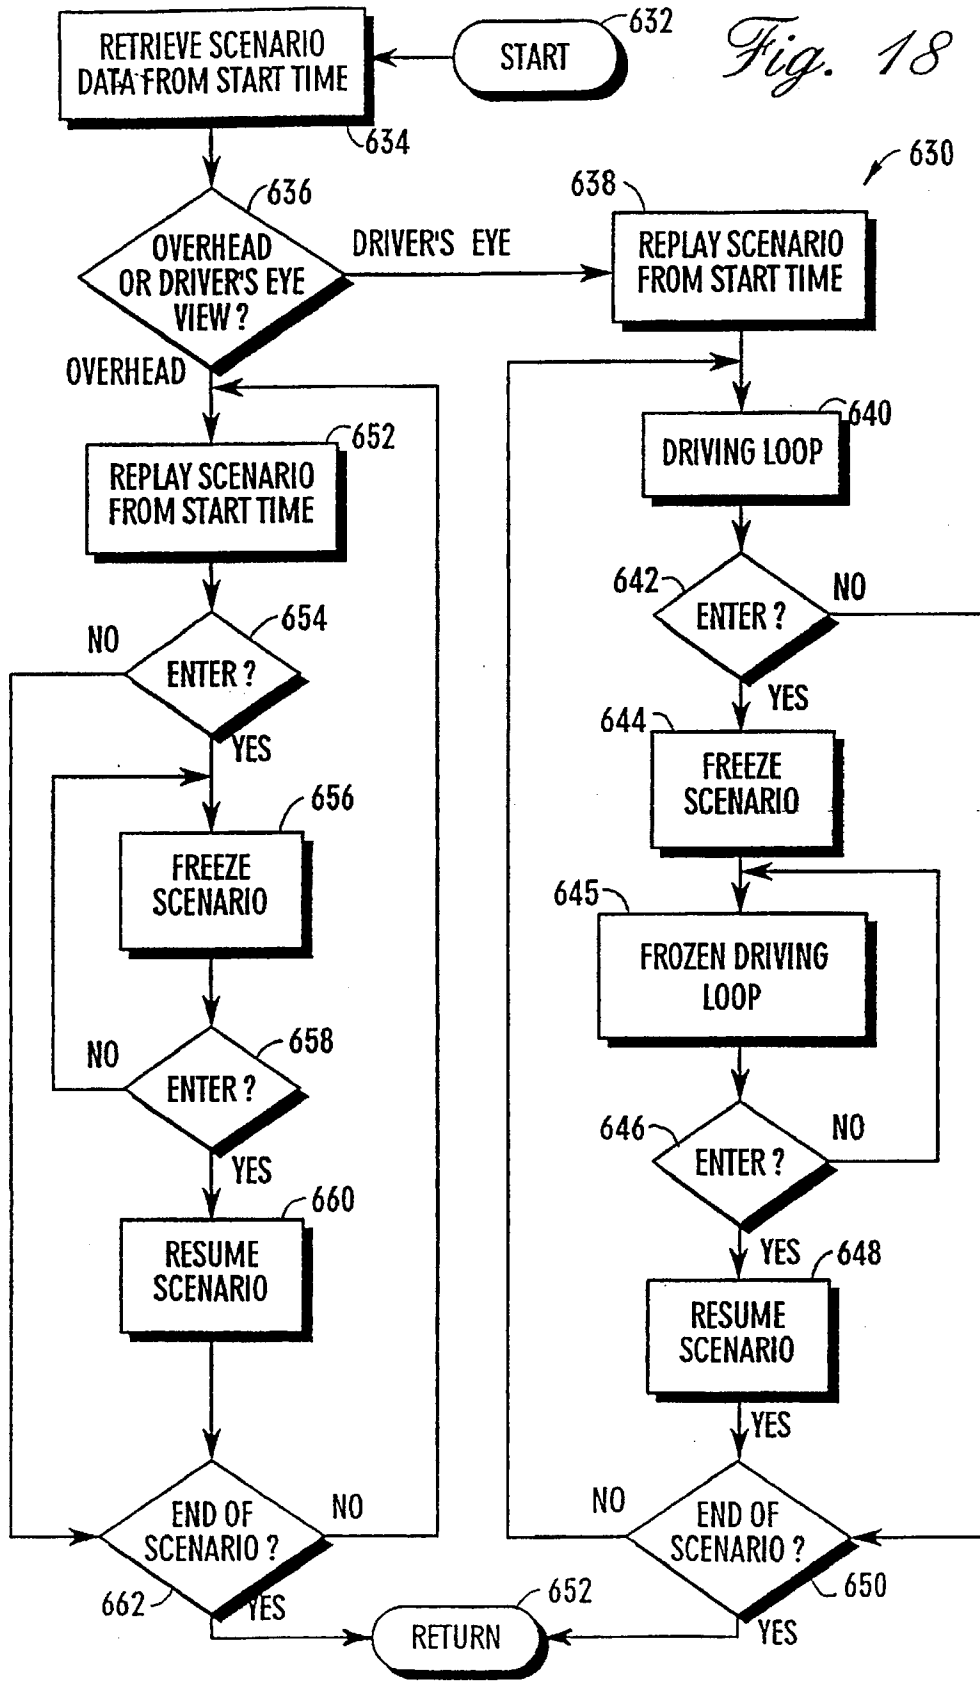 Fig. 18
630
632
START
RETRIEVE SCENARIO
DATA FROM START TIME
634
636
OVERHEAD
OR DRIVER'S EYE
VIEW ?
DRIVER'S EYE
OVERHEAD
638
REPLAY SCENARIO
FROM START TIME
640
DRIVING LOOP
642
ENTER ?
NO
YES
644
FREEZE
SCENARIO
645
FROZEN DRIVING
LOOP
646
ENTER ?
NO
YES
648
RESUME
SCENARIO
YES
NO
END OF
SCENARIO ?
650
YES
652
REPLAY SCENARIO
FROM START TIME
654
NO
ENTER ?
YES
656
FREEZE
SCENARIO
658
NO
ENTER ?
YES
660
RESUME
SCENARIO
END OF
SCENARIO ?
NO
662
YES
652
RETURN